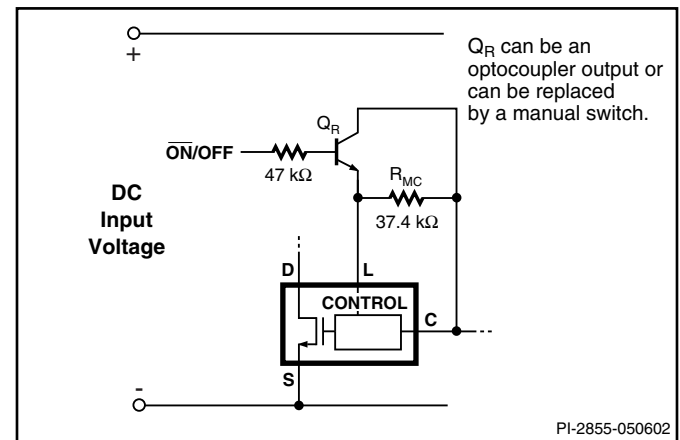 +
Q_R can be an
optocoupler output or
can be replaced
by a manual switch.
Q_R
O̅N̅/OFF
47 kΩ
R_MC
37.4 kΩ
DC
Input
Voltage
D
L
CONTROL
C
S
-
PI-2855-050602